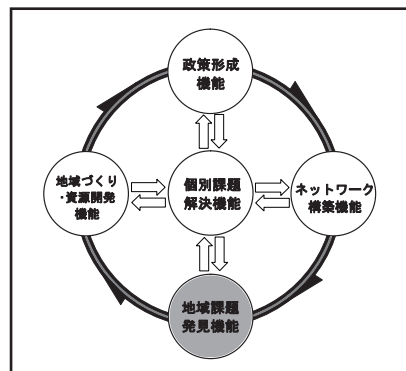 政策形成
機能
地域づくり
・資源開発
機能
個別課題
解決機能
ネットワーク
構築機能
地域課題
発見機能